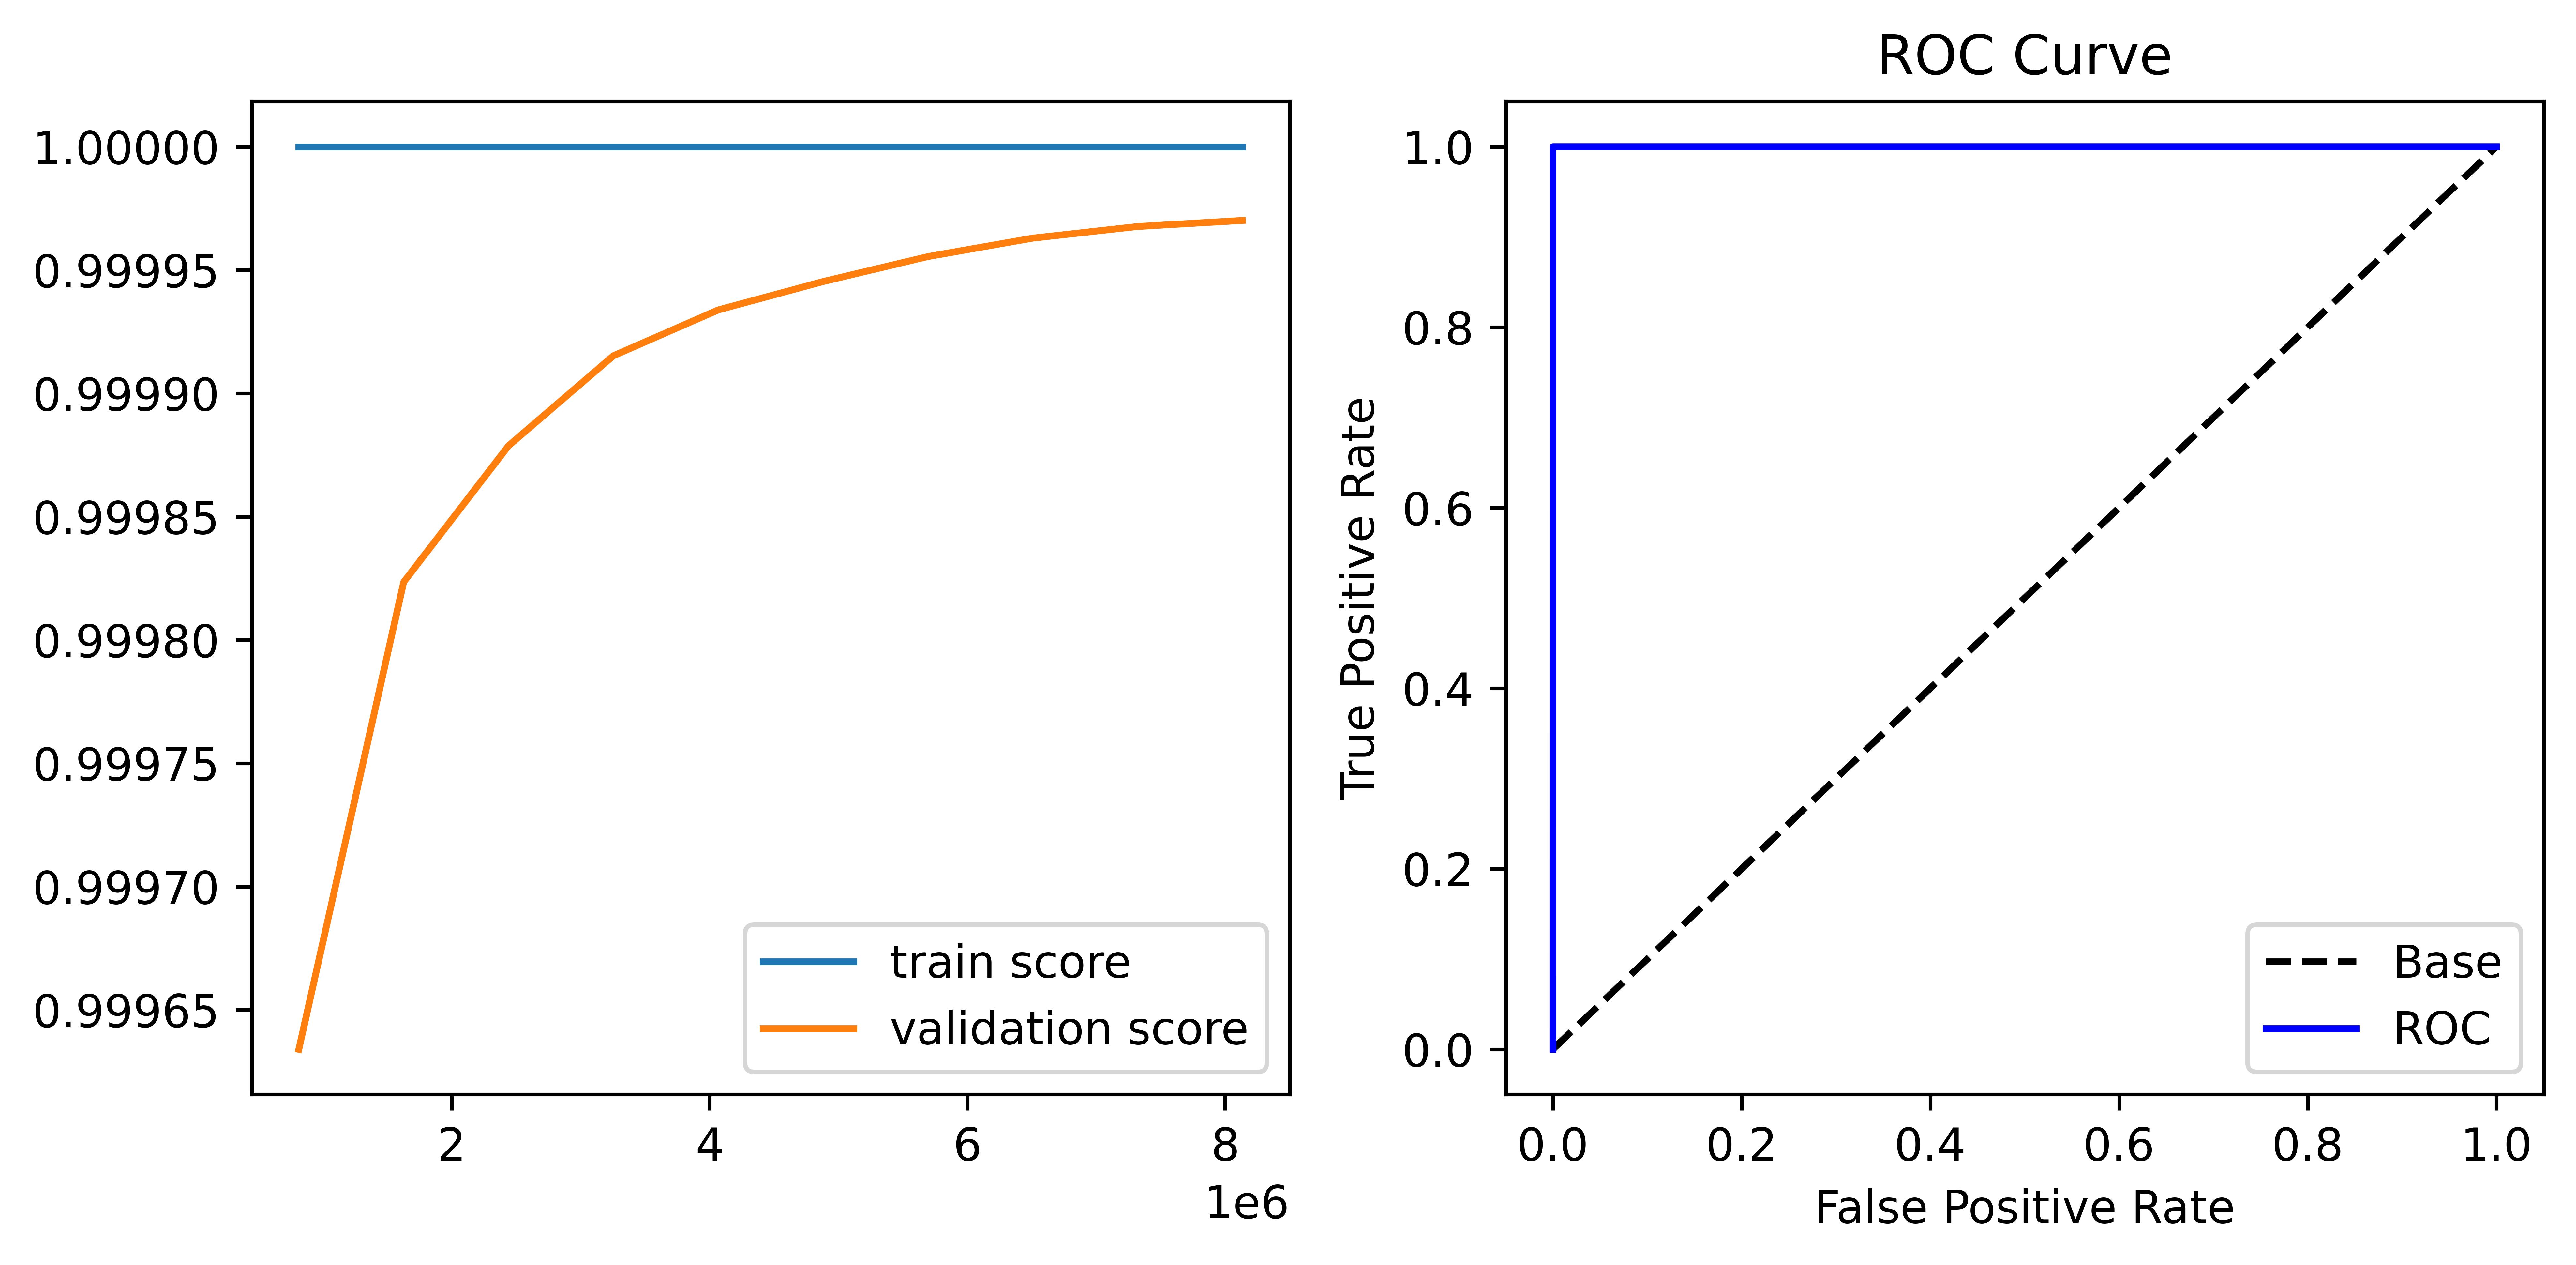 1.00000
0.99995
0.99990
0.99985
0.99980
0.99975
0.99970
0.99965
2 4 6 8
1e6
train score
validation score
ROC Curve
True Positive Rate
1.0
0.8
0.6
0.4
0.2
0.0
0.0 0.2 0.4 0.6 0.8 1.0
False Positive Rate
Base
ROC